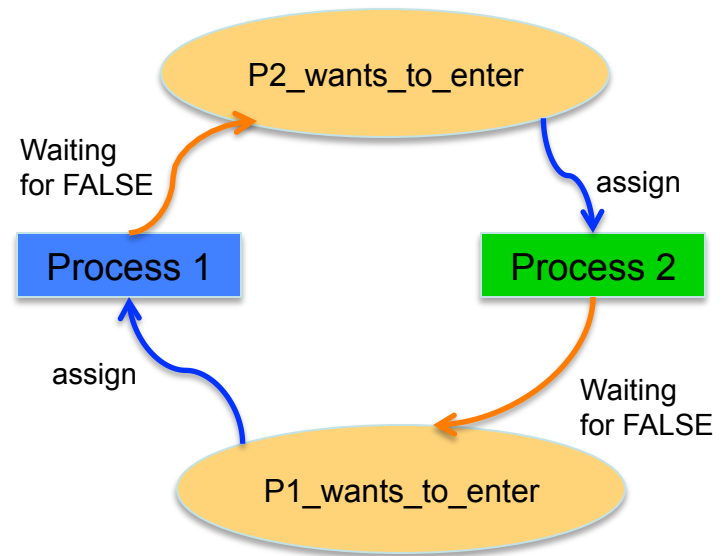 P2_wants_to_enter
Waiting
for FALSE
assign
Process 1
Process 2
assign
Waiting
for FALSE
P1_wants_to_enter